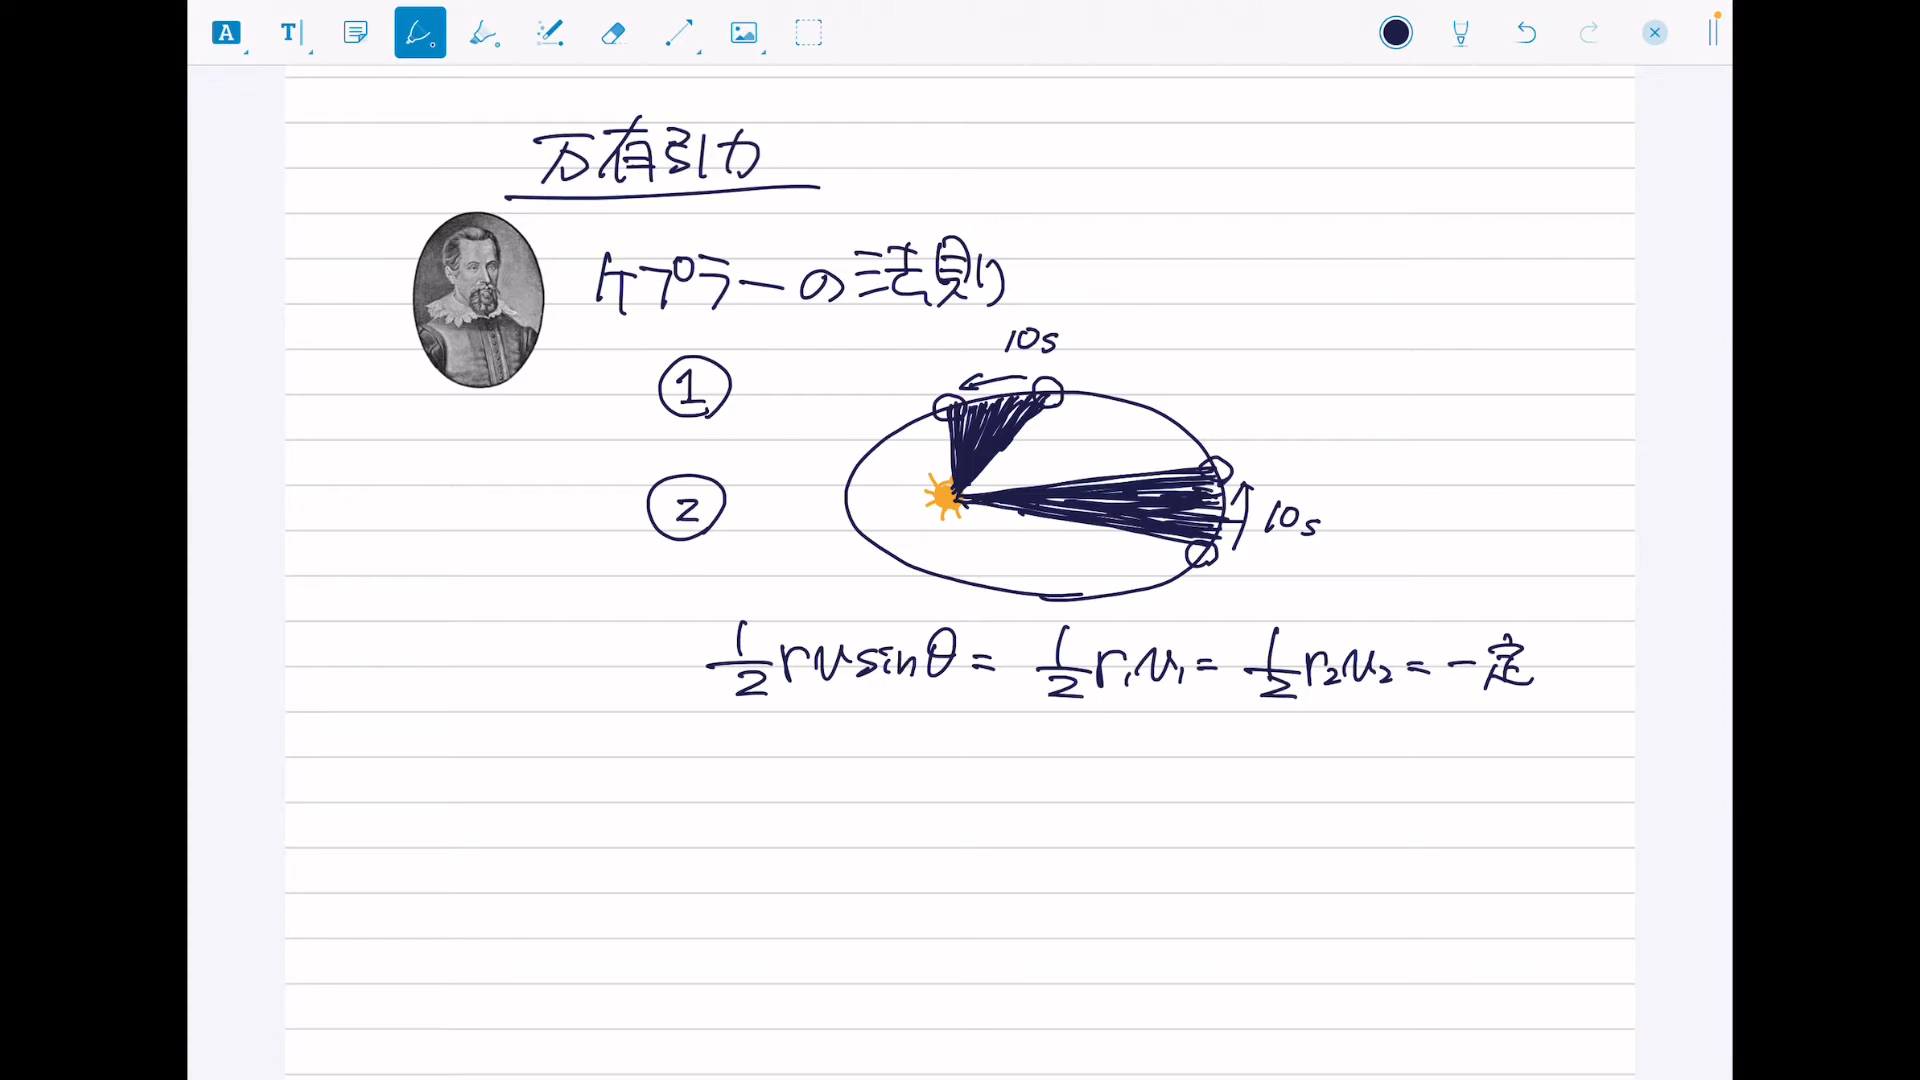 万有引力
ケプラーの法則
① 10s
② 10s
1/2 rv sinθ = 1/2 r₁v₁ = 1/2 r₂v₂ = 一定